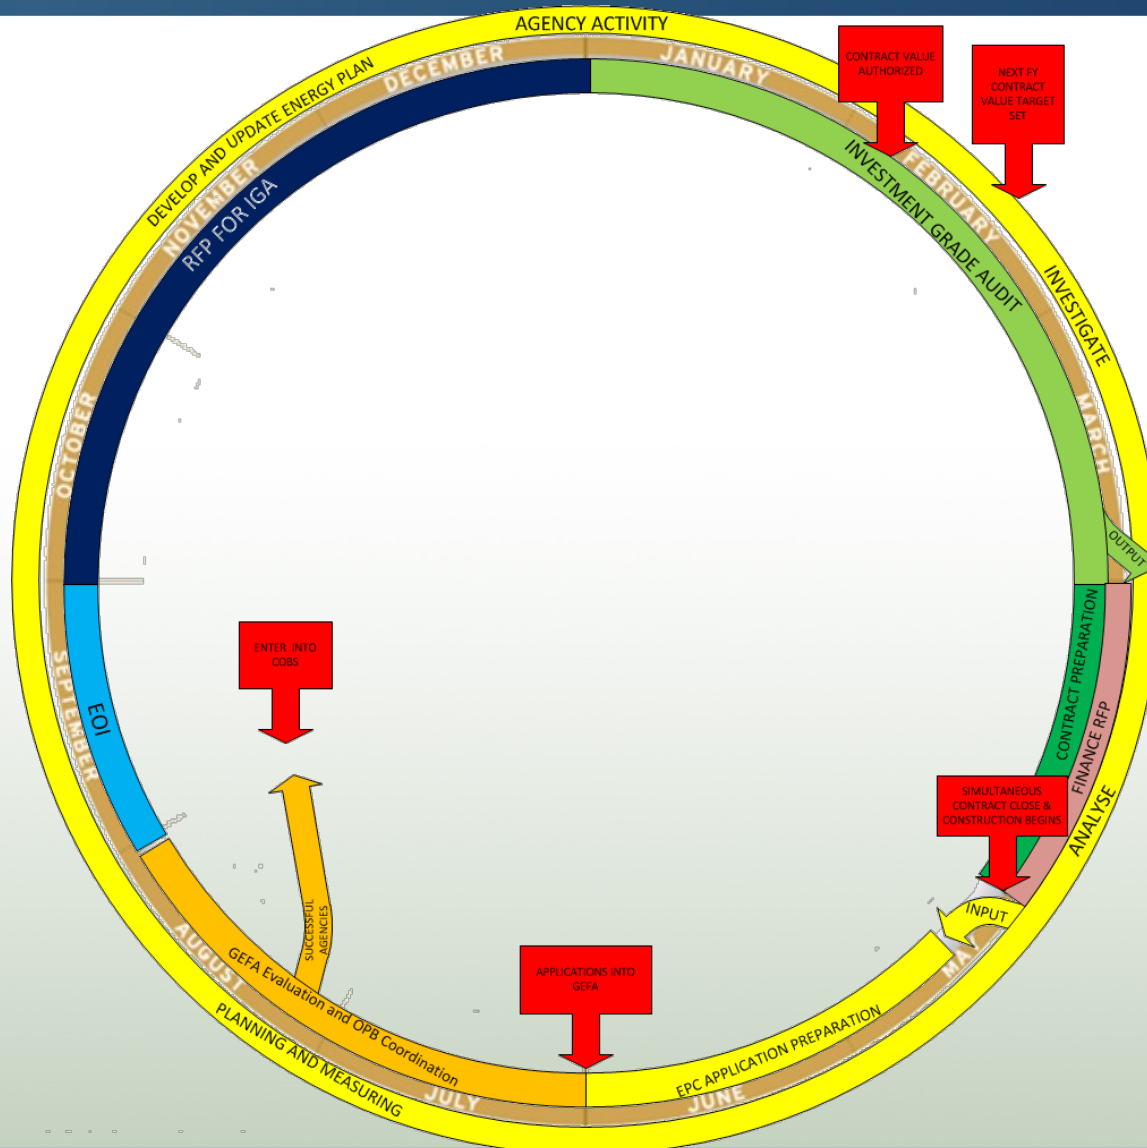 AGENCY ACTIVITY
DEVELOP AND UPDATE ENERGY PLAN
DECEMBER
JANUARY
CONTRACT VALUE
AUTHORIZED
NEXT FY
CONTRACT
VALUE TARGET
SET
NOVEMBER
RFP FOR IGA
INVESTMENT GRADE AUDIT
FEBRUARY
INVESTIGATE
OCTOBER
MARCH
OUTPUT
SEPTEMBER
EOI
ENTER INTO
COBS
CONTRACT PREPARATION
FINANCE RFP
SIMULTANEOUS
CONTRACT CLOSE &
CONSTRUCTION BEGINS
ANALYSE
INPUT
MAY
SUCCESSFUL
AGENCIES
AUGUST
GEFA Evaluation and OPB Coordination
APPLICATIONS INTO
GEFA
EPC APPLICATION PREPARATION
PLANNING AND MEASURING
JULY
JUNE